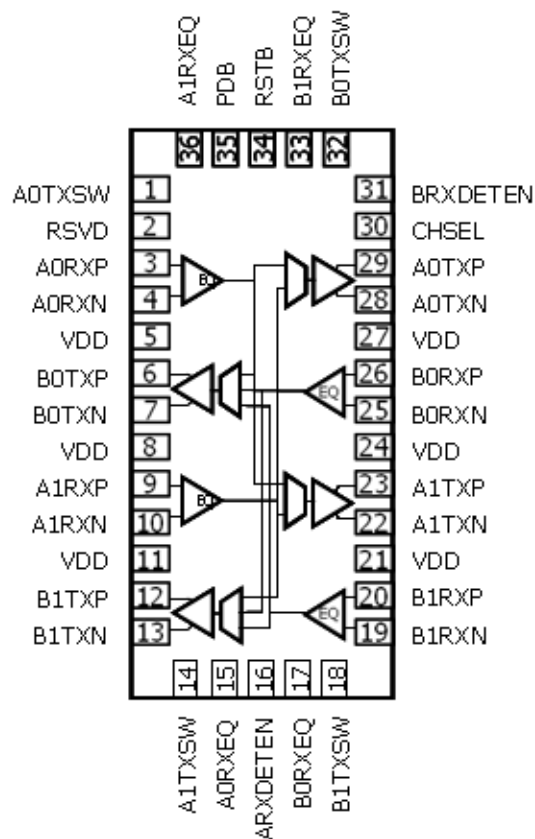 A1RXEQ
PDB
RSTB
B1RXEQ
B0TXSW
36
35
34
33
32
A0TXSW 1 31 BRXDETEN
RSVD 2 30 CHSEL
A0RXP 3 29 A0TXP
A0RXN 4 28 A0TXN
VDD 5 27 VDD
B0TXP 6 26 B0RXP
EQ
B0TXN 7 25 B0RXN
VDD 8 24 VDD
A1RXP 9 23 A1TXP
A1RXN 10 22 A1TXN
VDD 11 21 VDD
B1TXP 12 20 B1RXP
EQ
B1TXN 13 19 B1RXN
14
15
16
17
18
A1TXSW
A0RXEQ
ARXDETEN
B0RXEQ
B1TXSW